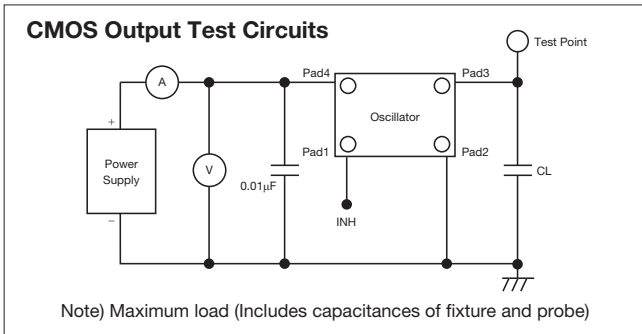 CMOS Output Test Circuits
Test Point
A
Pad4
Pad3
Oscillator
+
Power
Supply
V
Pad1
Pad2
0.01μF
CL
−
INH
Note) Maximum load (Includes capacitances of fixture and probe)